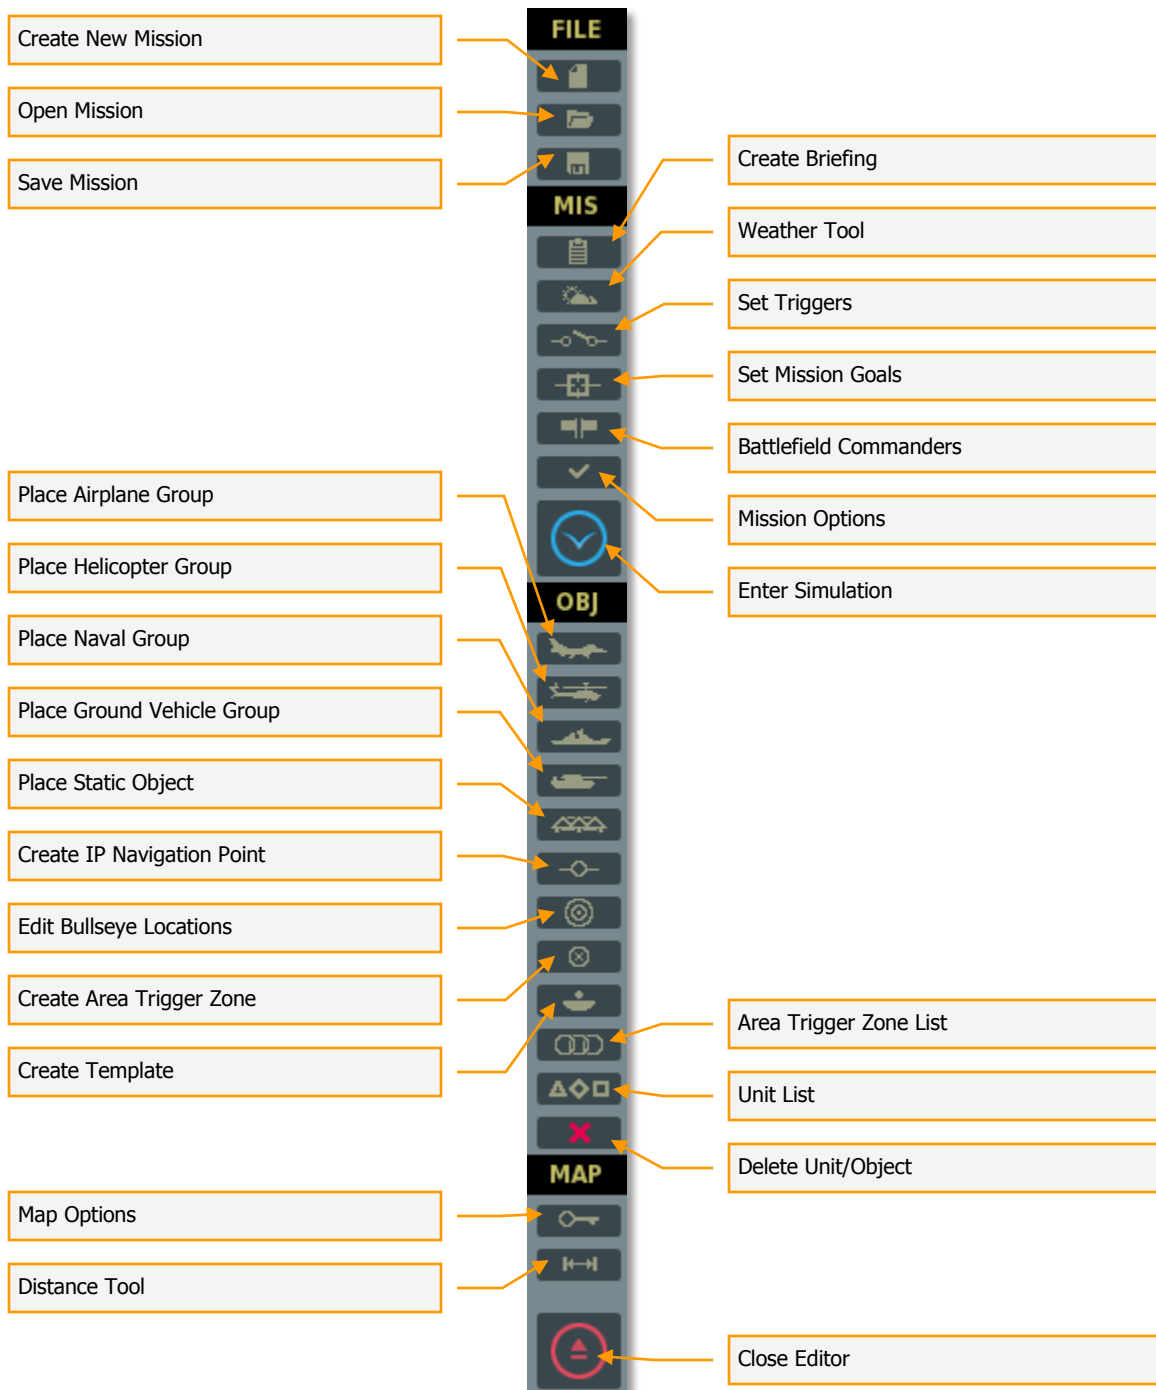 FILE
Create New Mission
Open Mission
Save Mission
Create Briefing
MIS
Weather Tool
Set Triggers
Set Mission Goals
Battlefield Commanders
Place Airplane Group
Mission Options
Place Helicopter Group
Enter Simulation
OBJ
Place Naval Group
Place Ground Vehicle Group
Place Static Object
Create IP Navigation Point
Edit Bullseye Locations
Create Area Trigger Zone
Area Trigger Zone List
Create Template
Unit List
Delete Unit/Object
MAP
Map Options
Distance Tool
Close Editor